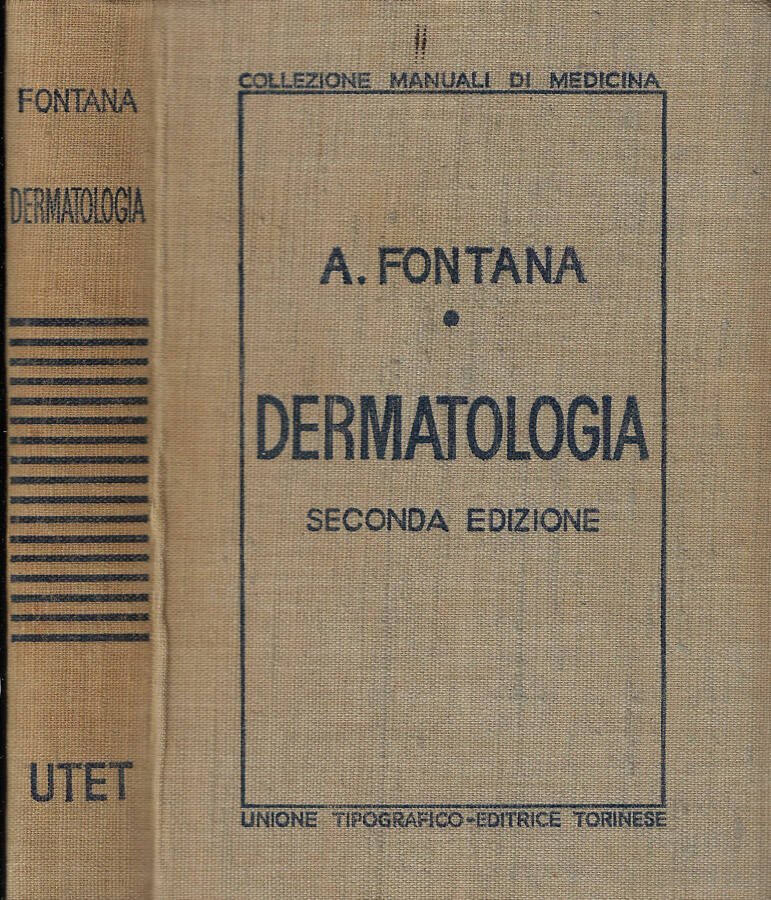 FONTANA
DERMATOLOGIA
UTET
COLLEZIONE MANUALI DI MEDICINA
A. FONTANA
DERMATOLOGIA
SECONDA EDIZIONE
UNIONE TIPOGRAFICO-EDITRICE TORINESE